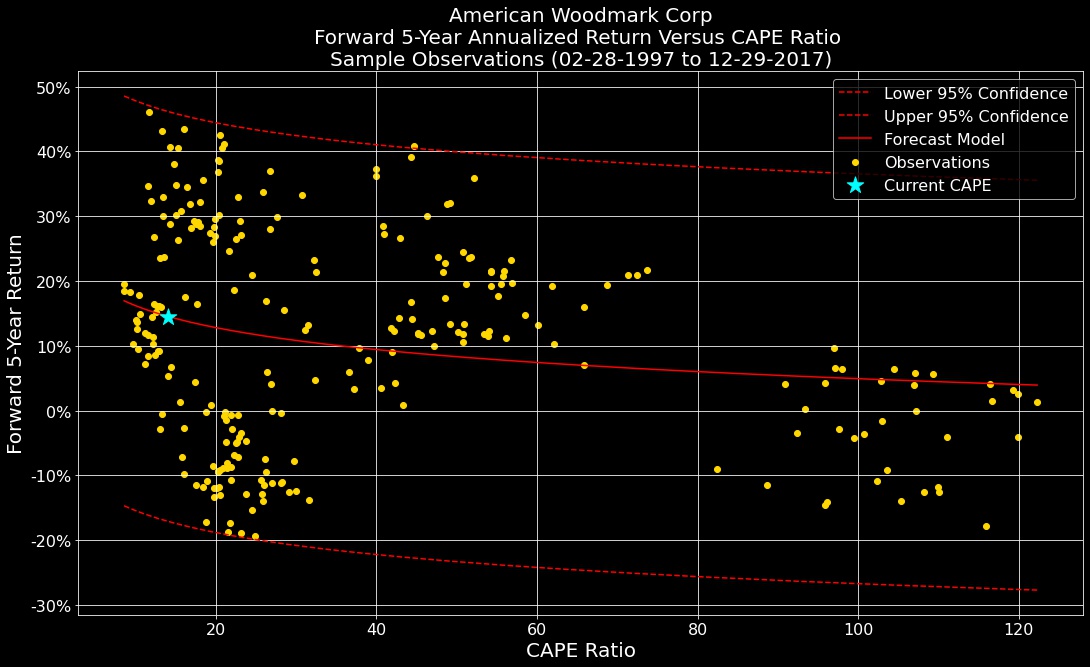 American Woodmark Corp
Forward 5-Year Annualized Return Versus CAPE Ratio
Sample Observations (02-28-1997 to 12-29-2017)
Lower 95% Confidence
Upper 95% Confidence
Forecast Model
Observations
Current CAPE
Forward 5-Year Return
50%
40%
30%
20%
10%
0%
-10%
-20%
-30%
20 40 60 80 100 120
CAPE Ratio